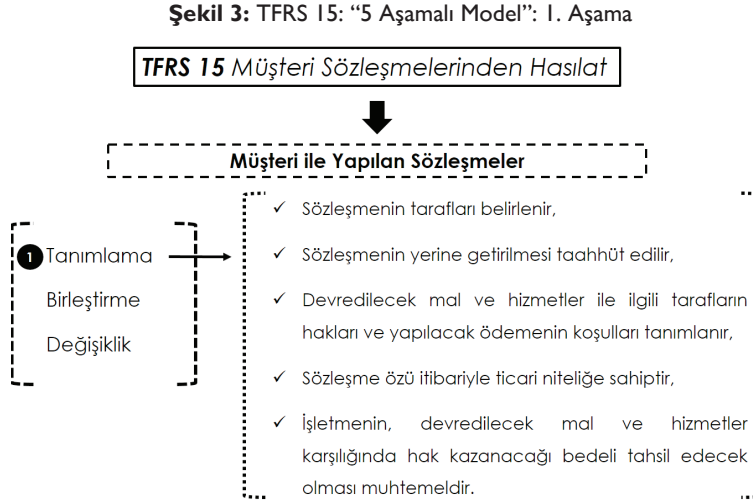 Şekil 3: TFRS 15: “5 Aşamalı Model”: 1. Aşama
TFRS 15 Müşteri Sözleşmelerinden Hasılat
Müşteri ile Yapılan Sözleşmeler
1 Tanımlama
Birleştirme
Değişiklik
✓ Sözleşmenin tarafları belirlenir,
✓ Sözleşmenin yerine getirilmesi taahhüt edilir,
✓ Devredilecek mal ve hizmetler ile ilgili tarafların
hakları ve yapılacak ödemenin koşulları tanımlanır,
✓ Sözleşme özü itibariyle ticari niteliğe sahiptir,
✓ İşletmenin, devredilecek mal ve hizmetler
karşılığında hak kazanacağı bedeli tahsil edecek
olması muhtemeldir.